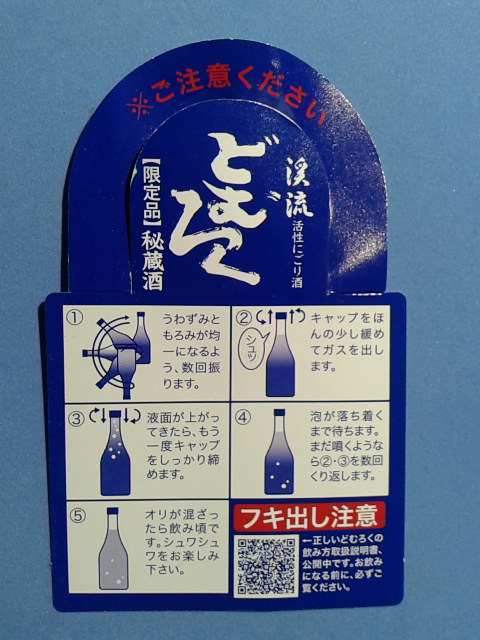 ※ご注意ください
渓流
どむろく
活性にごり酒
【限定品】秘蔵酒
①
うわずみと
もろみが均
一になるよ
う、数回振
ります。
②
シュッ
キャップをほ
んの少し緩め
てガスを出し
ます。
③
液面が上がっ
てきたら、もう
一度キャップ
をしっかり締
めます。
④
泡が落ち着く
まで待ちます。
まだ噴くような
ら②・③を数回
くり返します。
⑤
オリが混ざっ
たら飲み頃で
す。シュワシュ
ワをお楽しみ
下さい。
フキ出し注意
←正しいどむろくの
飲み方取扱説明書、
公開中です。お飲み
になる前に、必ずご
覧ください。